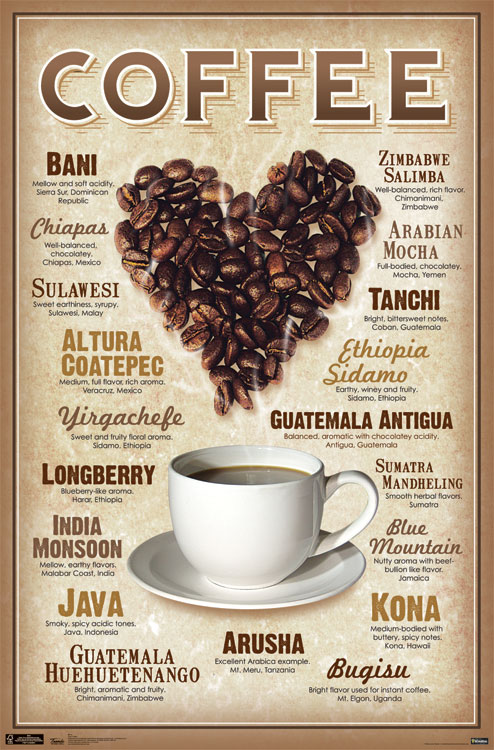 COFFEE
BANI
Mellow and soft acidity.
Sierra Sur, Dominican
Republic
Chiapas
Well-balanced,
chocolatey.
Chiapas, Mexico
SULAWESI
Sweet earthiness, syrupy.
Sulawesi, Malay
ALTURA
COATEPEC
Medium, full flavor, rich aroma.
Veracruz, Mexico
Yirgachefe
Sweet and fruity floral aroma.
Sidamo, Ethiopia
LONGBERRY
Blueberry-like aroma.
Harar, Ethiopia
INDIA
MONSOON
Mellow, earthy flavors.
Malabar Coast, India
JAVA
Smoky, spicy acidic tones.
Java, Indonesia
GUATEMALA
HUEHUETENANGO
Bright, aromatic and fruity.
Chimanimani, Zimbabwe
ZIMBABWE
SALIMBA
Well-balanced, rich flavor.
Chimanimani,
Zimbabwe
ARABIAN
MOCHA
Full-bodied, chocolatey.
Mocha, Yemen
TANCHI
Bright, bittersweet notes.
Coban, Guatemala
Ethiopia
Sidamo
Earthy, winey and fruity.
Sidamo, Ethiopia
GUATEMALA ANTIGUA
Balanced, aromatic with chocolatey acidity.
Antigua, Guatemala
SUMATRA
MANDHELING
Smooth herbal flavors.
Sumatra
Blue
Mountain
Nutty aroma with beef-
bullion like flavor.
Jamaica
KONA
Medium-bodied with
buttery, spicy notes.
Kona, Hawaii
ARUSHA
Excellent Arabica example.
Mt. Meru, Tanzania
Bugisu
Bright flavor used for instant coffee.
Mt. Elgon, Uganda